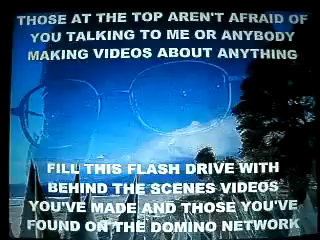 THOSE AT THE TOP AREN'T AFRAID OF
YOU TALKING TO ME OR ANYBODY
MAKING VIDEOS ABOUT ANYTHING
FILL THIS FLASH DRIVE WITH
BEHIND THE SCENES VIDEOS
YOU'VE MADE AND THOSE YOU'VE
FOUND ON THE DOMINO NETWORK